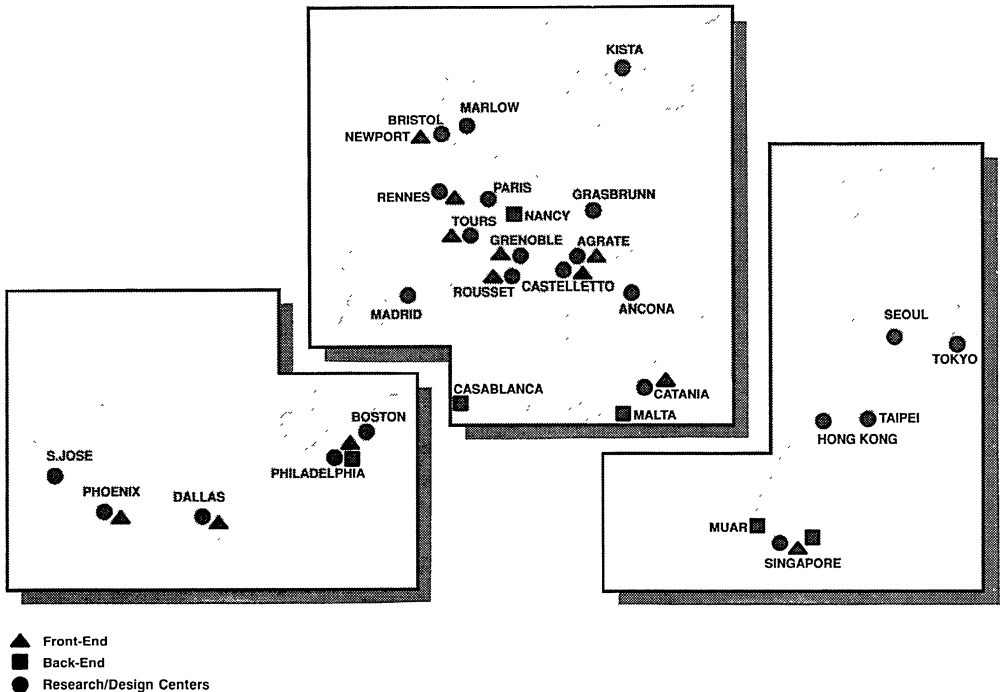 KISTA
MARLOW
BRISTOL
NEWPORT
RENNES
PARIS
GRASBRUNN
NANCY
TOURS
GRENOBLE
AGRATE
ROUSSET
CASTELLETTO
MADRID
ANCONA
CASABLANCA
CATANIA
MALTA
BOSTON
S.JOSE
PHILADELPHIA
PHOENIX
DALLAS
SEOUL
TOKYO
TAIPEI
HONG KONG
MUAR
SINGAPORE
Front-End
Back-End
Research/Design Centers